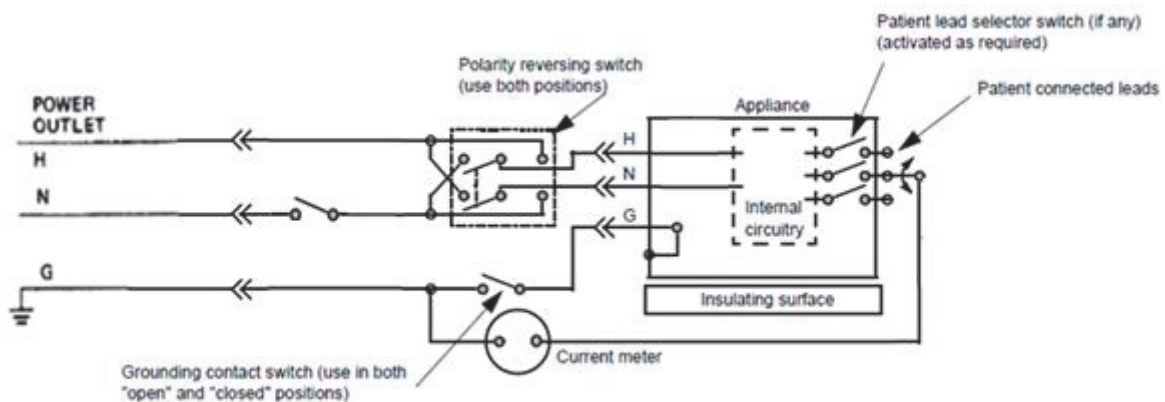 Patient lead selector switch (if any)
(activated as required)
Polarity reversing switch
(use both positions)
Patient connected leads
POWER
OUTLET
Appliance
H
H
N
N
G
Internal
circuitry
G
Insulating surface
Current meter
Grounding contact switch (use in both
"open" and "closed" positions)